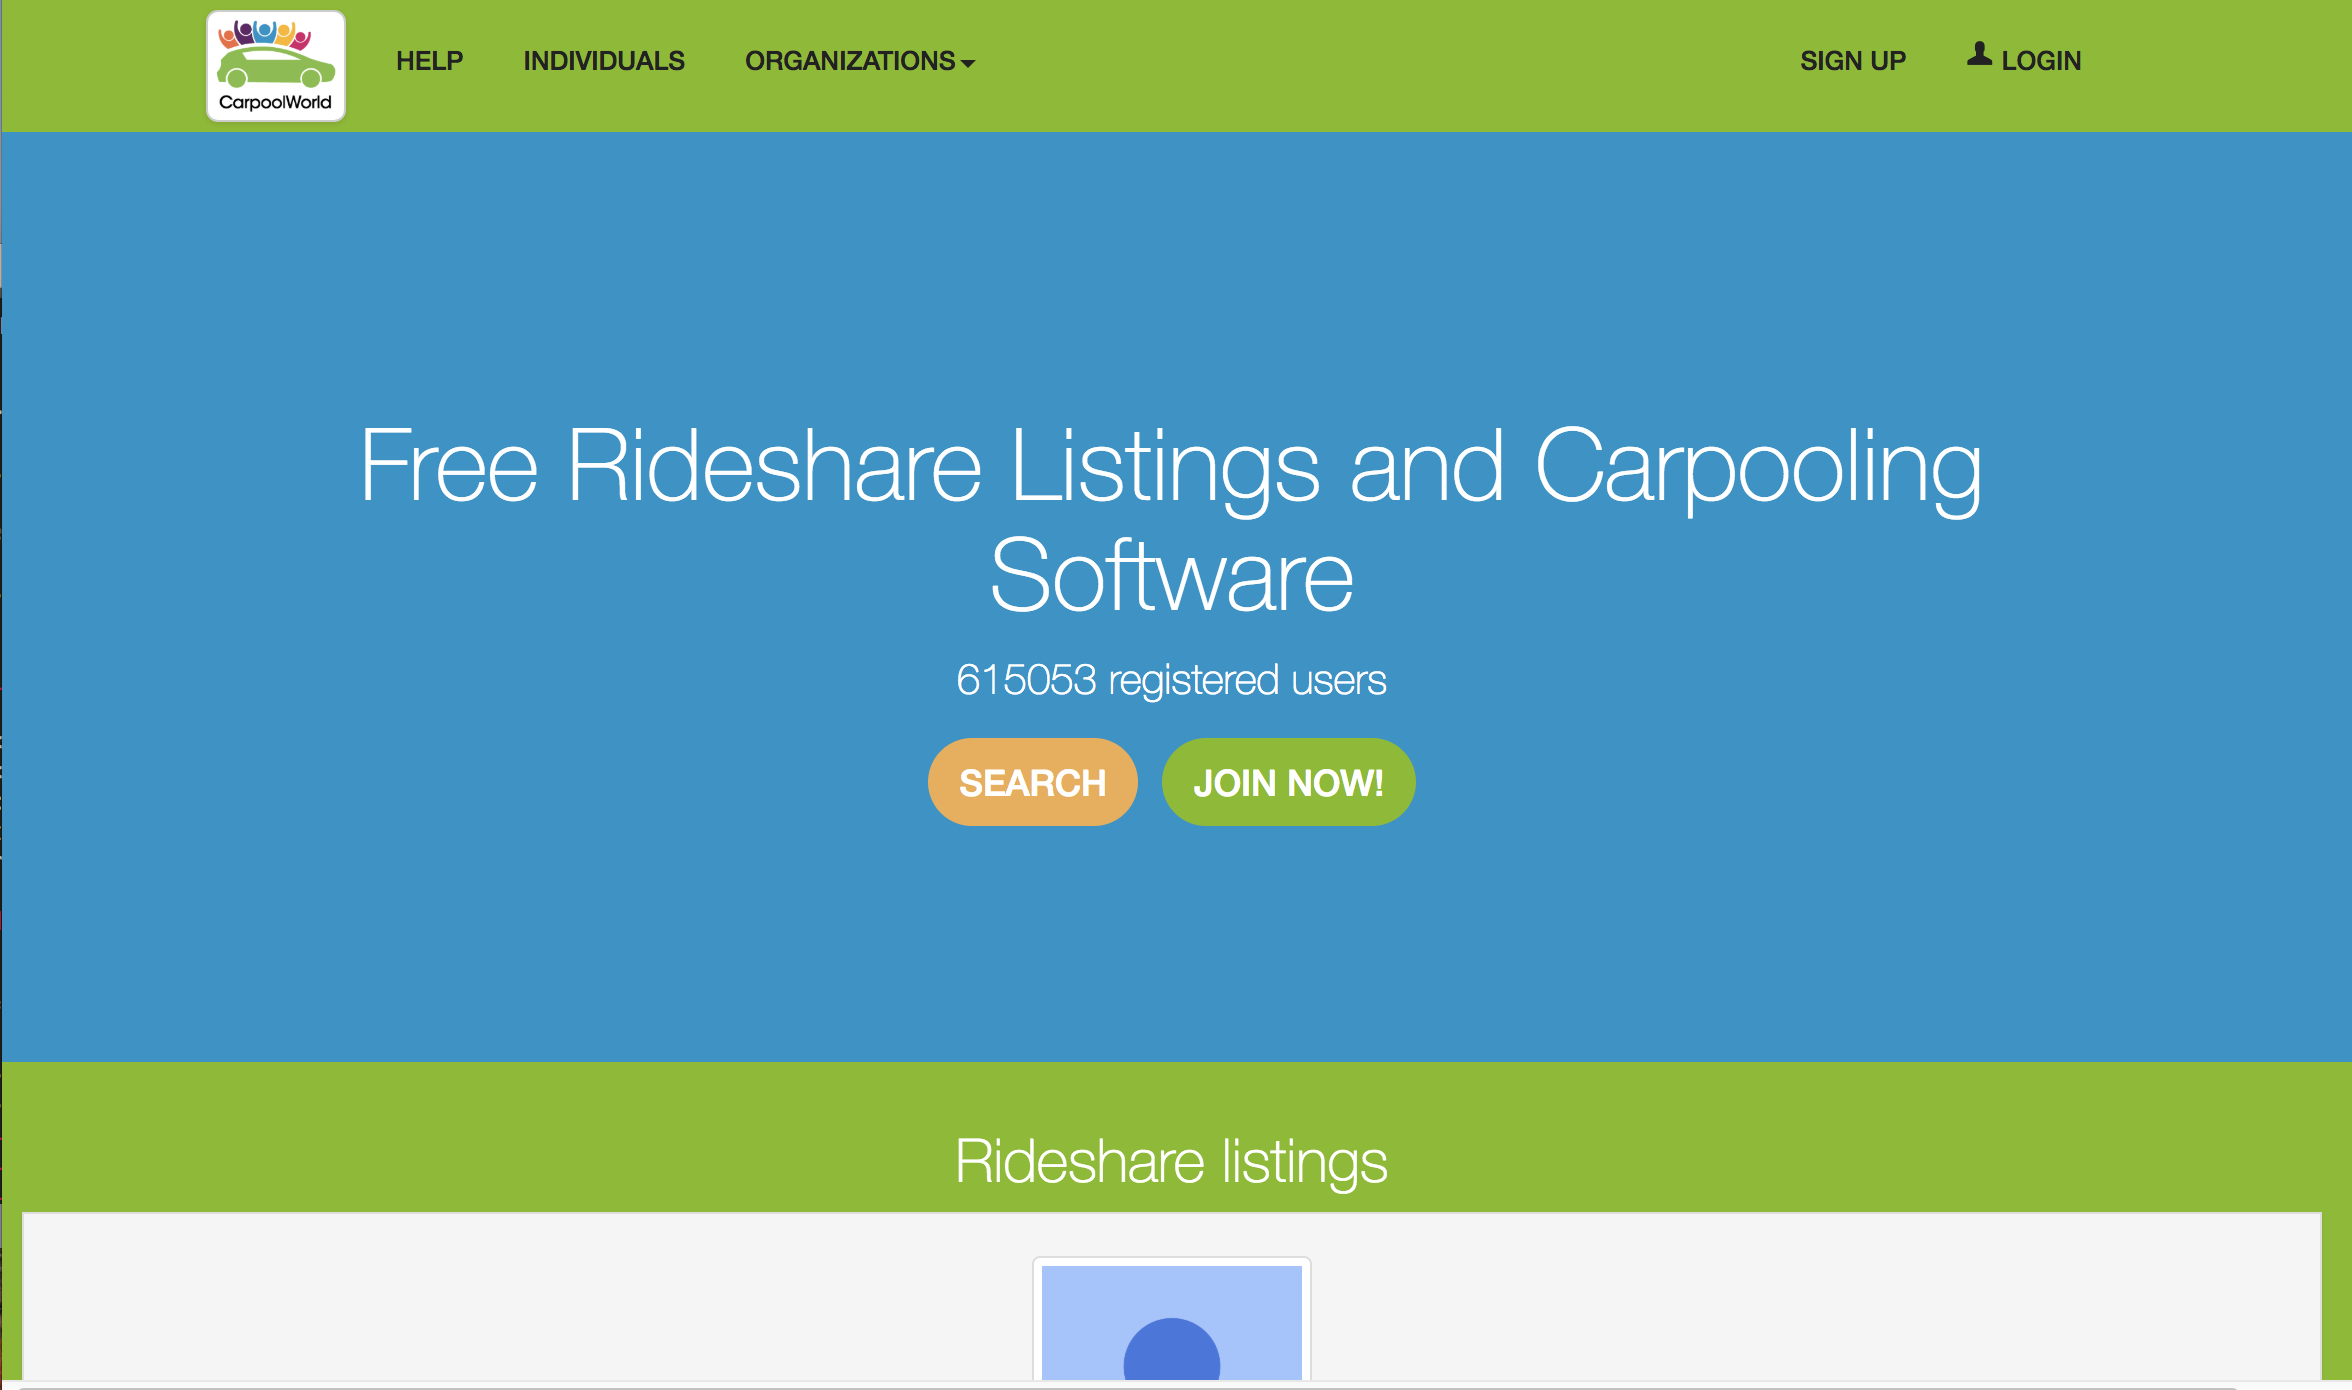 CarpoolWorld
HELP
INDIVIDUALS
ORGANIZATIONS
SIGN UP
LOGIN
Free Rideshare Listings and Carpooling
Software
615053 registered users
SEARCH
JOIN NOW!
Rideshare listings